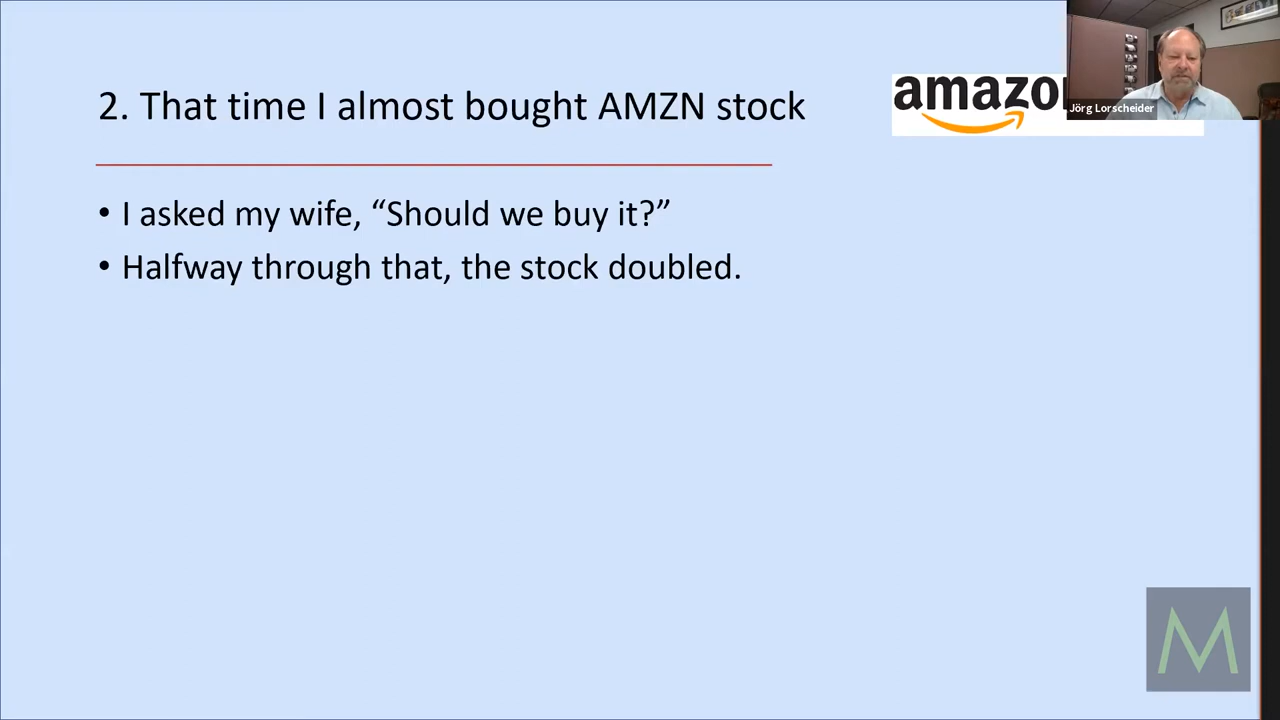 2. That time I almost bought AMZN stock
amazo
Jörg Lorscheider
• I asked my wife, “Should we buy it?”
• Halfway through that, the stock doubled.
M